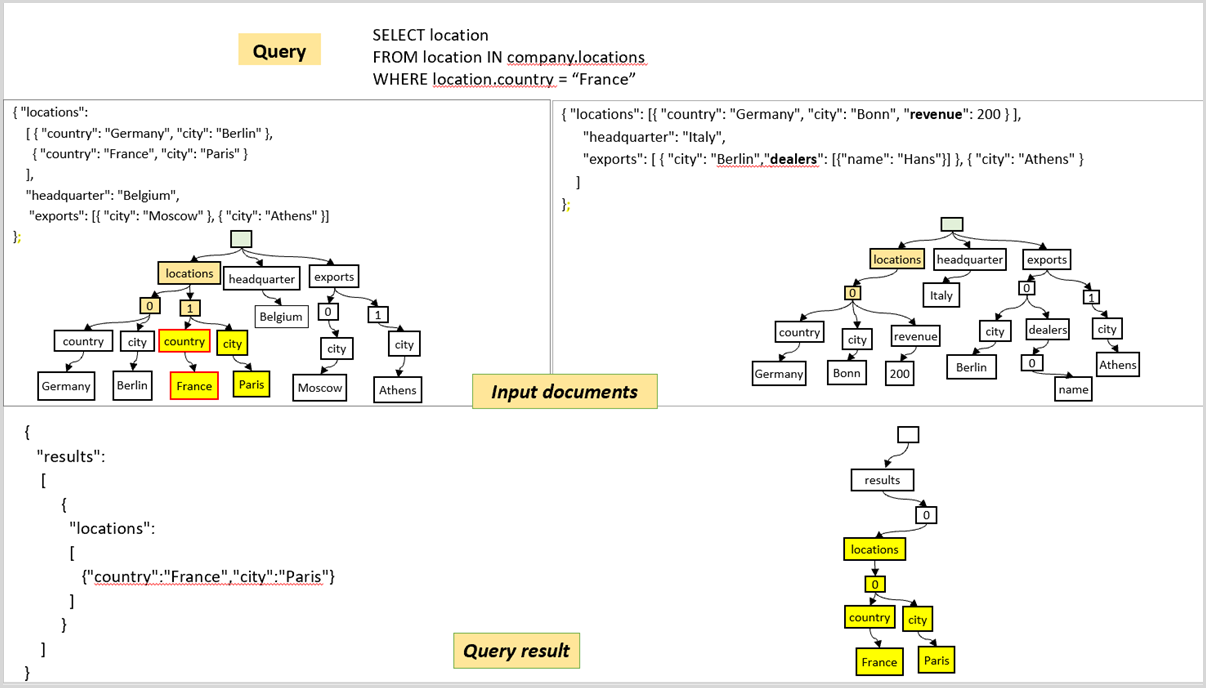 Query
SELECT location
FROM location IN company.locations
WHERE location.country = “France”
{ "locations":
[ { "country": "Germany", "city": "Berlin" },
{ "country": "France", "city": "Paris" }
],
"headquarter": "Belgium",
"exports": [{ "city": "Moscow" }, { "city": "Athens" }]
};
locations
headquarter
exports
0
1
Belgium
0
1
country
city
country
city
city
city
Germany
Berlin
France
Paris
Moscow
Athens
{ "locations": [{ "country": "Germany", "city": "Bonn", "revenue": 200 } ],
"headquarter": "Italy",
"exports": [ { "city": "Berlin","dealers": [{"name": "Hans"}] }, { "city": "Athens" }
]
};
locations
headquarter
exports
0
Italy
0
1
country
city
revenue
city
dealers
city
Germany
Bonn
200
Berlin
0
Athens
name
Input documents
{
"results":
[
{
"locations":
[
{"country":"France","city":"Paris"}
]
}
]
}
results
0
locations
0
country
city
France
Paris
Query result